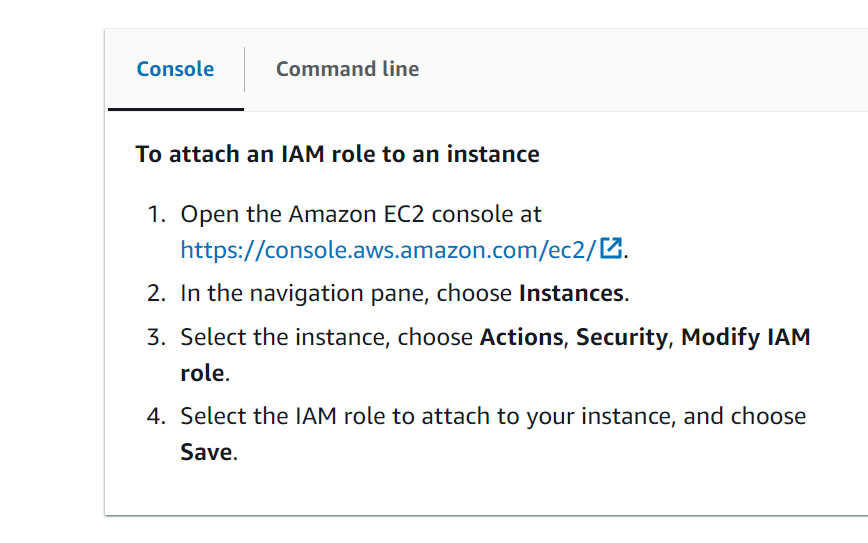 Console
Command line
To attach an IAM role to an instance
1. Open the Amazon EC2 console at
https://console.aws.amazon.com/ec2/.
2. In the navigation pane, choose Instances.
3. Select the instance, choose Actions, Security, Modify IAM
role.
4. Select the IAM role to attach to your instance, and choose
Save.